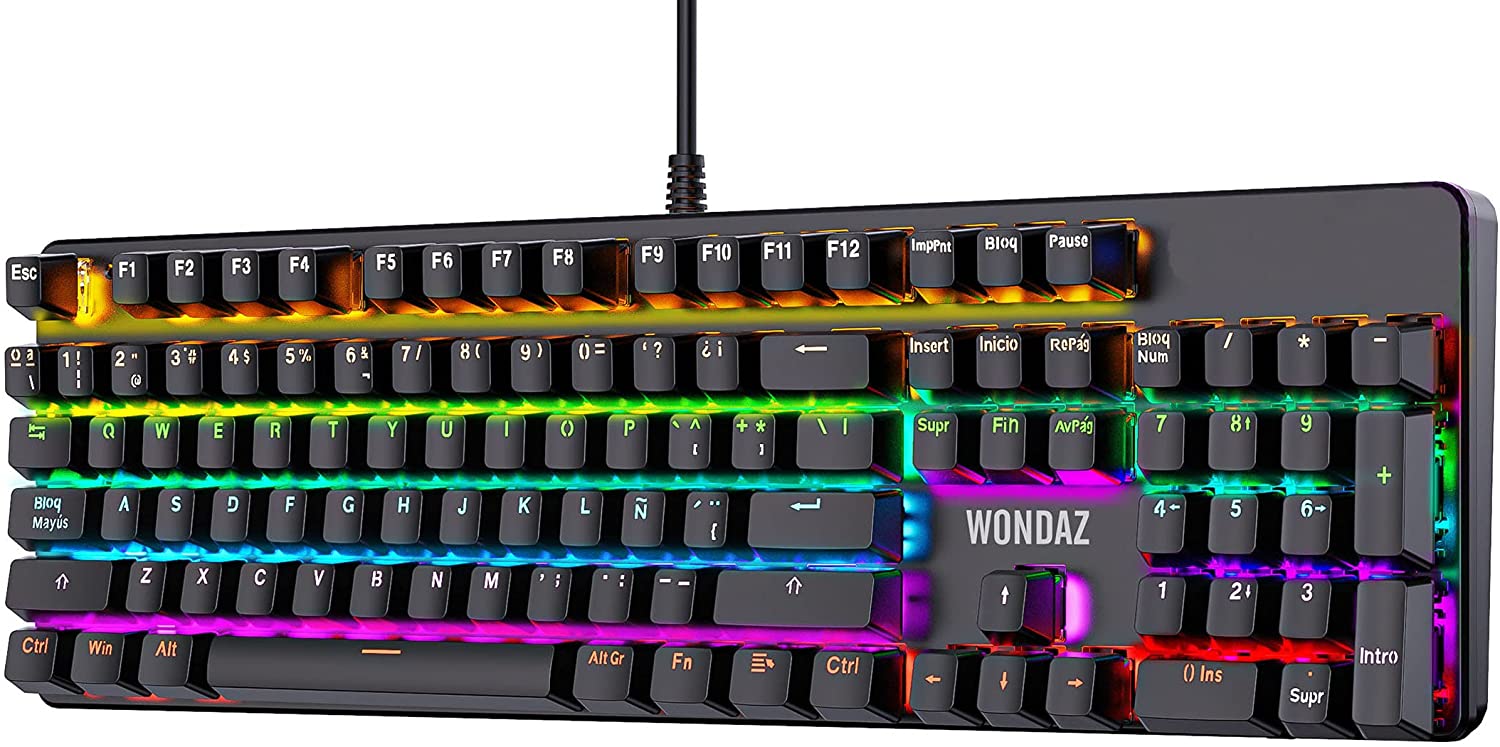 Esc F1 F2 F3 F4 F5 F6 F7 F8 F9 F10 F11 F12 ImpPnt Bloq Pause
º ª \ 1 ! ¦ 2 " @ 3 · # 4 $ 5 % 6 & ¬ 7 / 8 ( 9 ) 0 = ' ? ¿ ¡ ← Insert Inicio RePág Bloq Num / * −
Q W E R T Y U I O P ` ^ [ + * ] \ | Supr Fin AvPág 7 8↑ 9 +
Bloq Mayús A S D F G H J K L Ñ ´ ¨ { ↵ 4← 5 6→
⇧ Z X C V B N M ' ; · : − − ⇧ ↑ 1 2↓ 3
Ctrl Win Alt — Alt Gr Fn Ctrl ← ↓ → 0 Ins . Supr Intro
WONDAZ